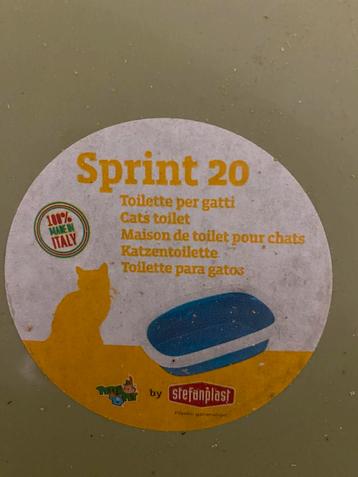 Sprint 20
Toilette per gatti
Cats toilet
Maison de toilet pour chats
Katzentoilette
Toilette para gatos
100%
MADE IN
ITALY
by
stefanplast